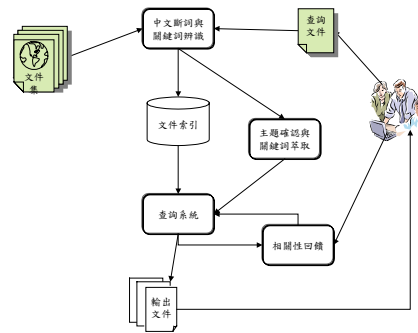 中文斷詞與
關鍵詞辨識
查詢
文件
文件
集
文件索引
主題確認與
關鍵詞萃取
查詢系統
相關性回饋
輸出
文件